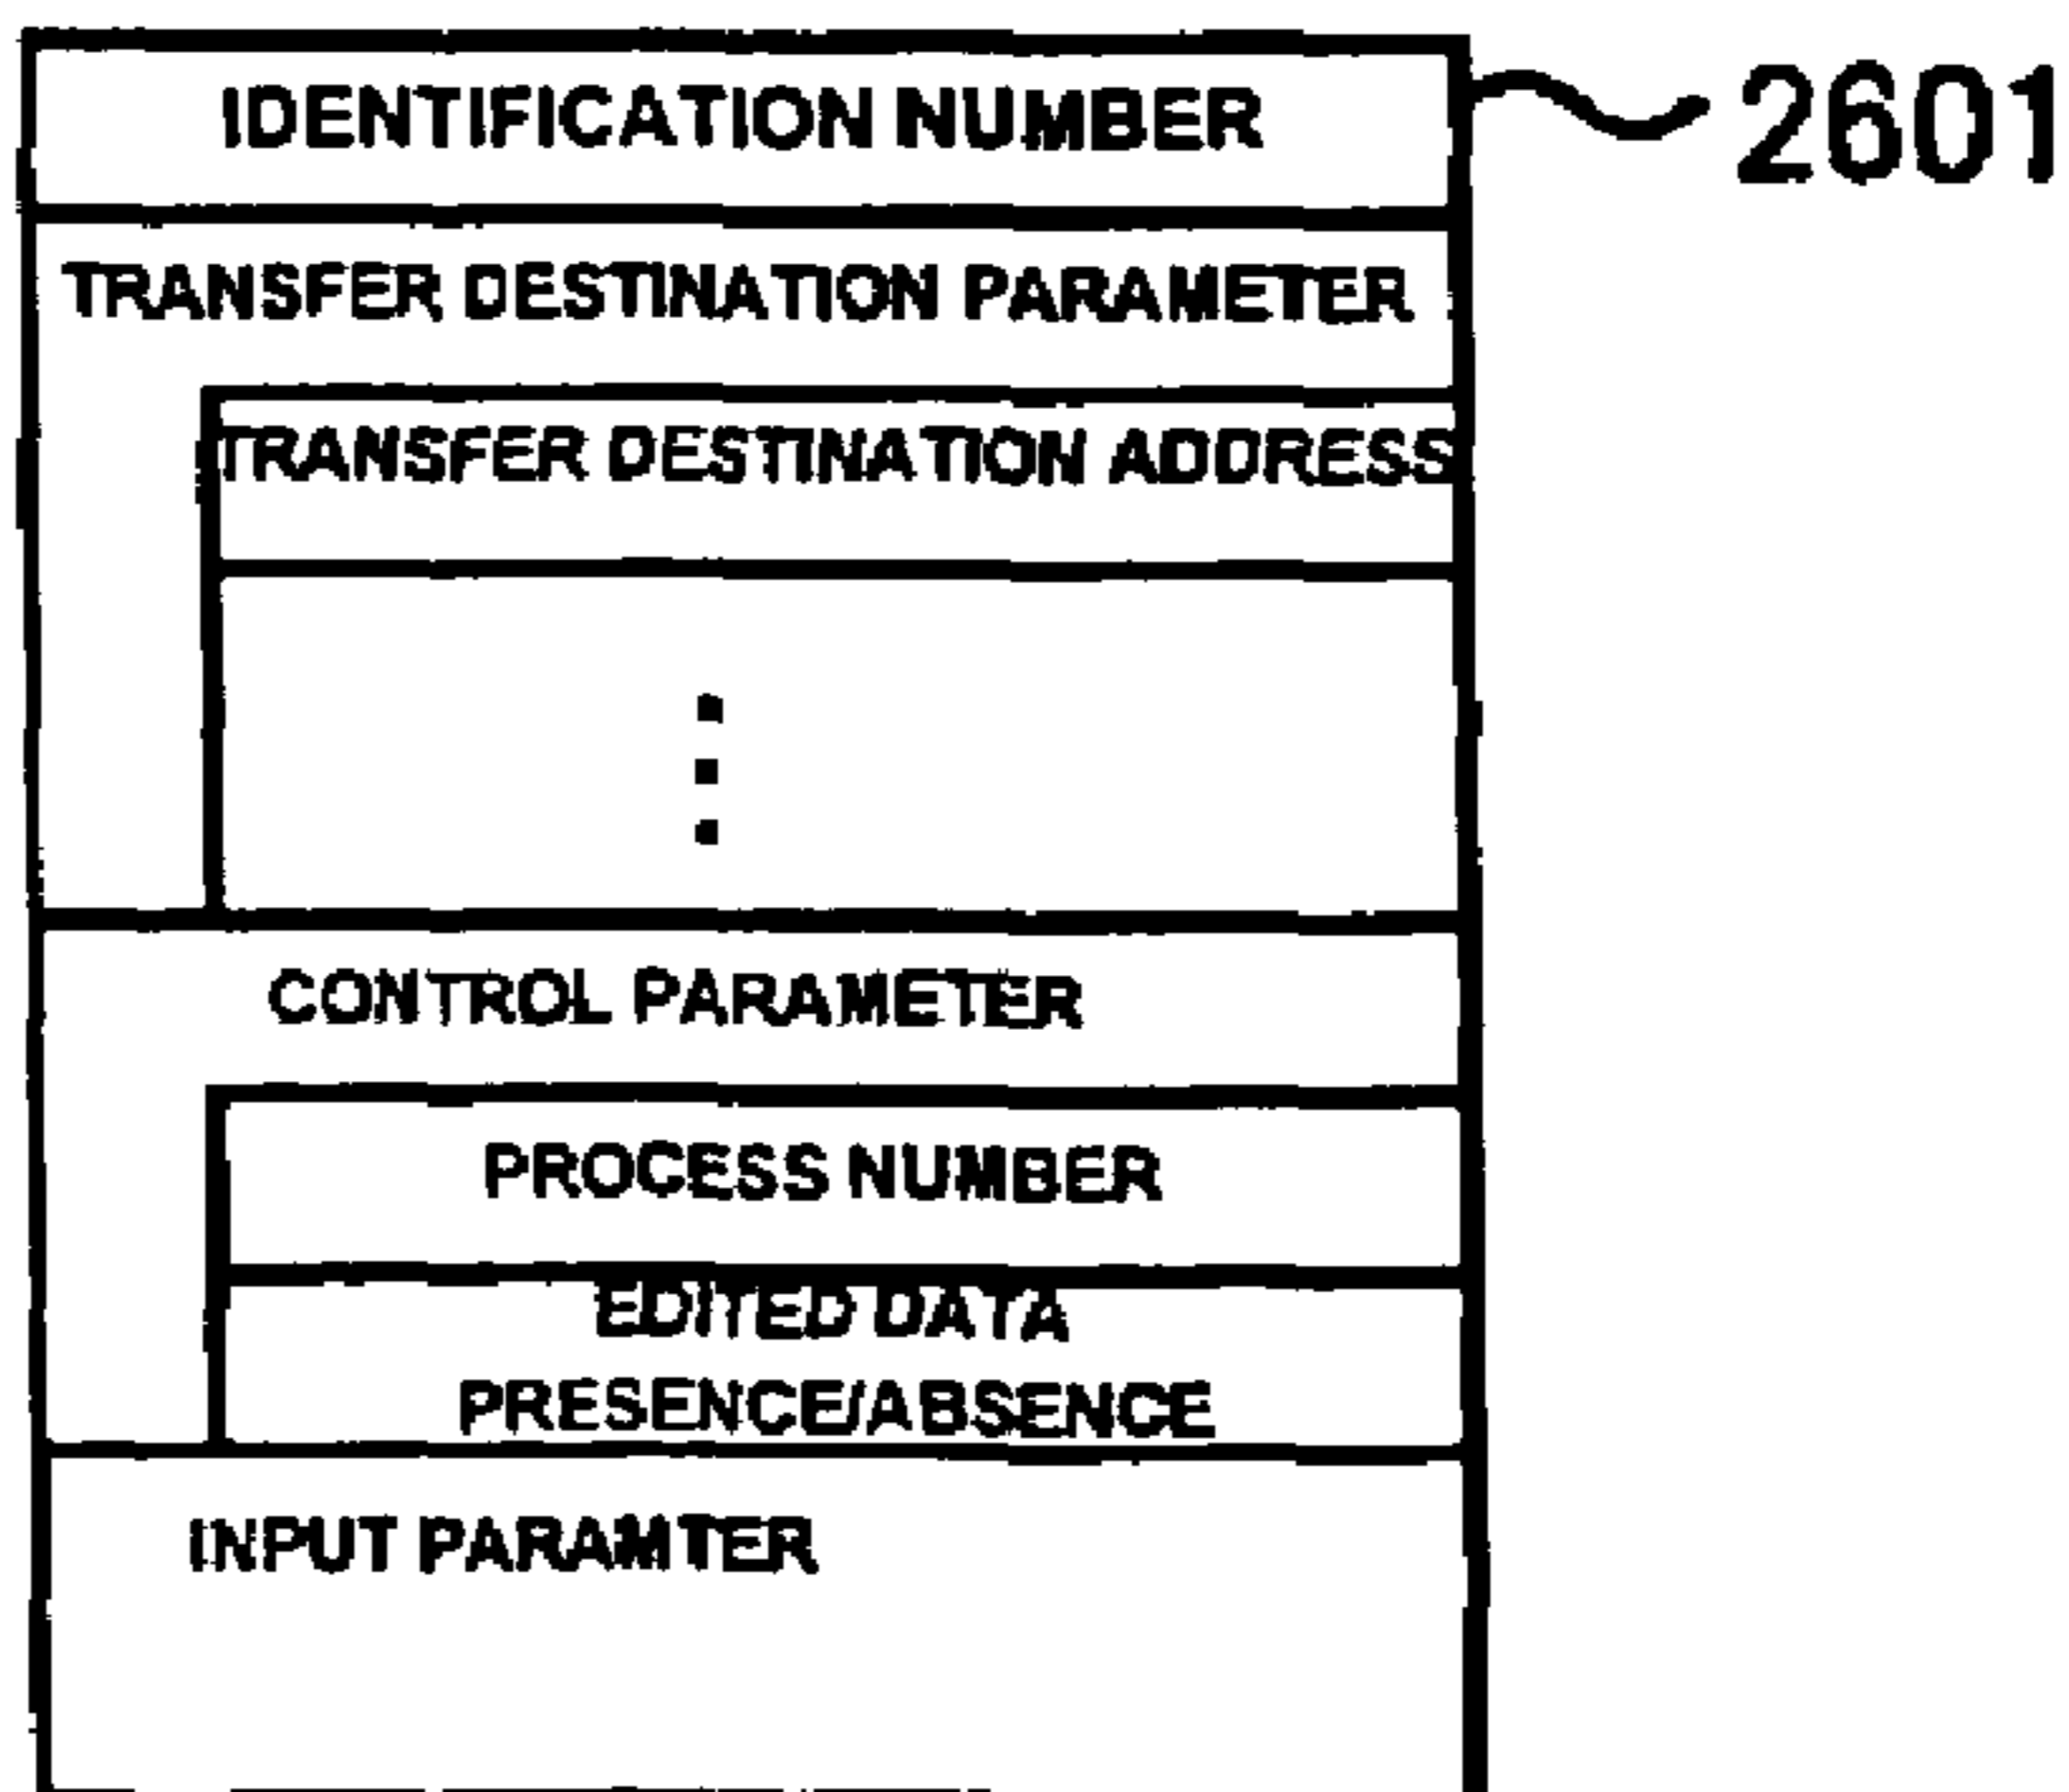 IDENTIFICATION NUMBER
2601
TRANSFER DESTINATION PARAMETER
TRANSFER DESTINATION ADDRESS
CONTROL PARAMETER
PROCESS NUMBER
EDITED DATA
PRESENCE/ABSENCE
INPUT PARAMTER